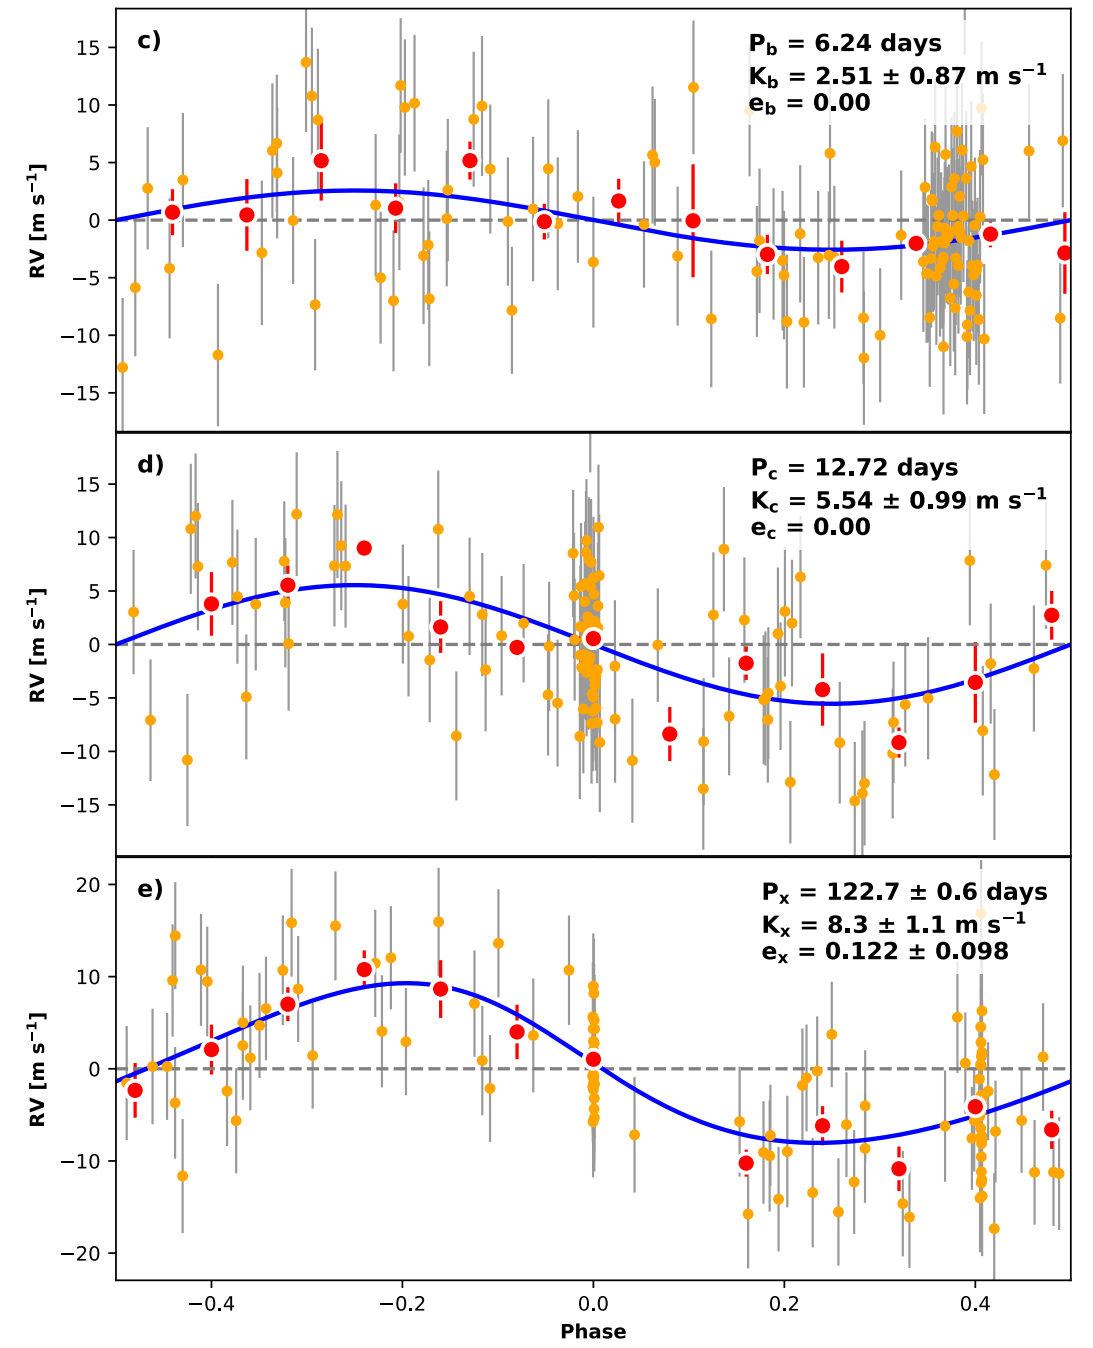 c)
P_b = 6.24 days
K_b = 2.51 ± 0.87 m s⁻¹
e_b = 0.00
15
10
5
0
−5
−10
−15
RV [m s⁻¹]
d)
P_c = 12.72 days
K_c = 5.54 ± 0.99 m s⁻¹
e_c = 0.00
15
10
5
0
−5
−10
−15
RV [m s⁻¹]
e)
P_x = 122.7 ± 0.6 days
K_x = 8.3 ± 1.1 m s⁻¹
e_x = 0.122 ± 0.098
20
10
0
−10
−20
RV [m s⁻¹]
−0.4 −0.2 0.0 0.2 0.4
Phase